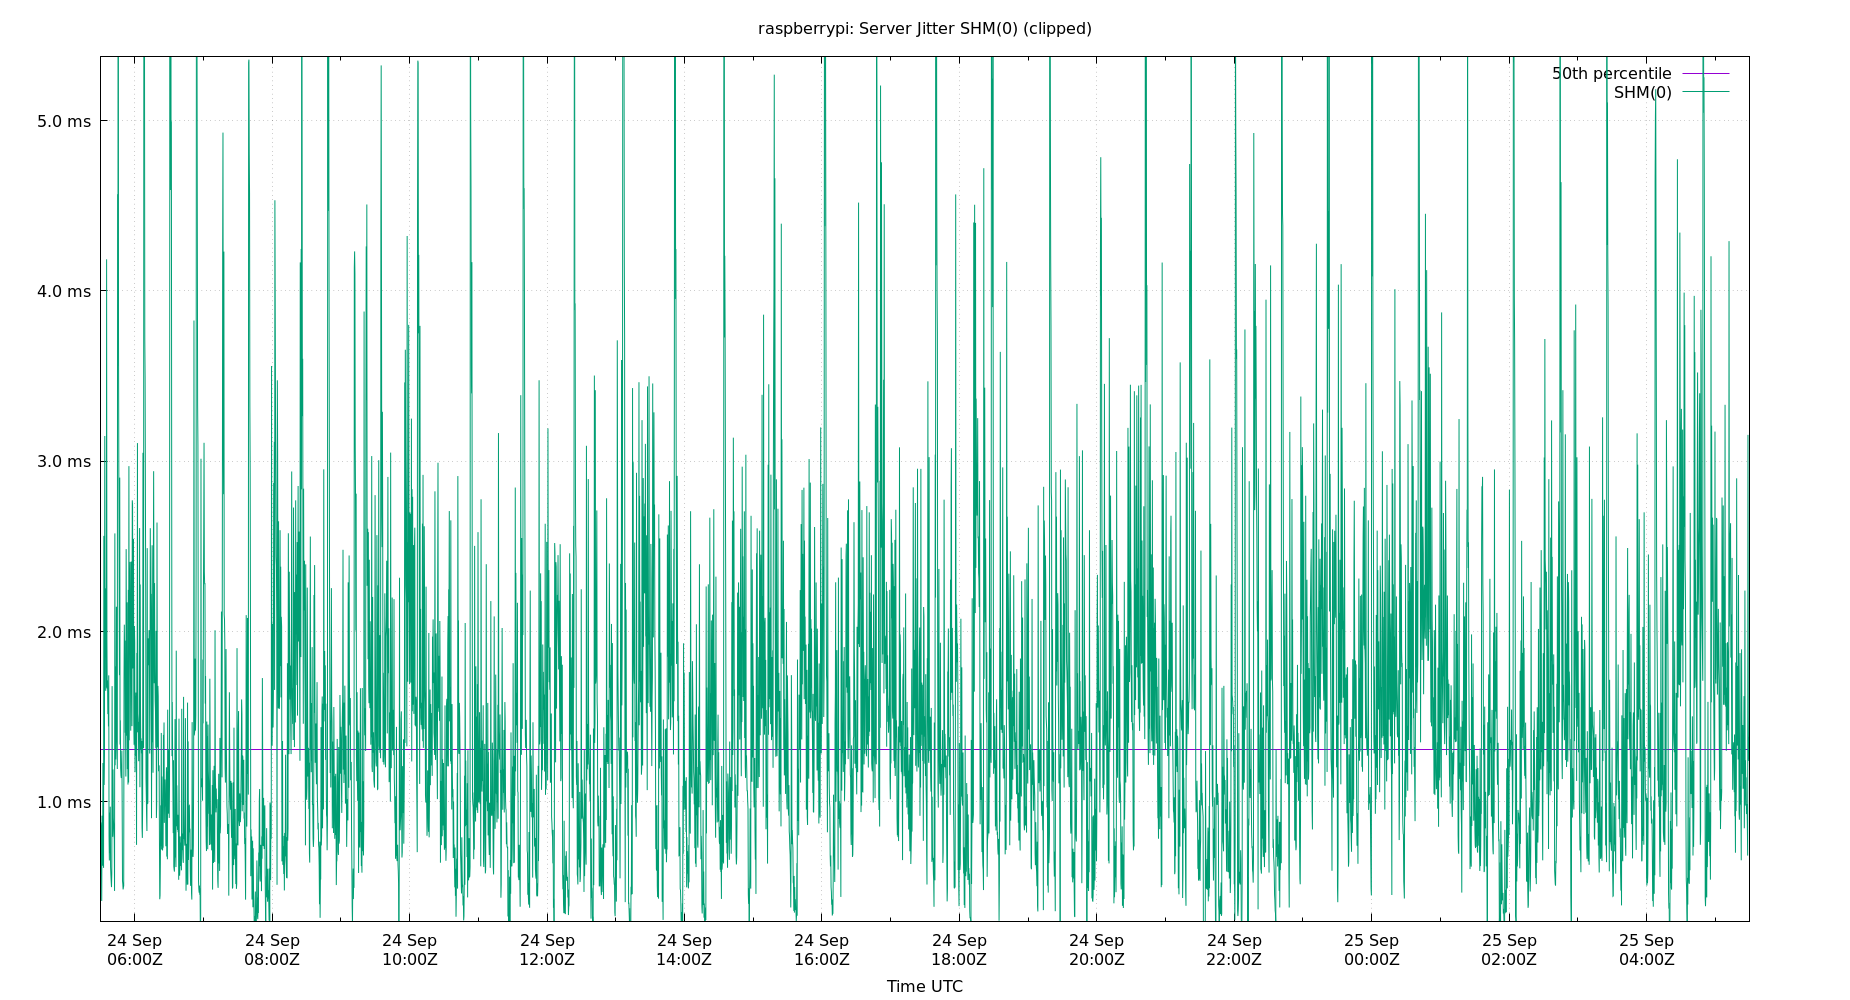 raspberrypi: Server Jitter SHM(0) (clipped)
50th percentile
SHM(0)
5.0 ms
4.0 ms
3.0 ms
2.0 ms
1.0 ms
24 Sep 24 Sep 24 Sep 24 Sep 24 Sep 24 Sep 24 Sep 24 Sep 24 Sep 25 Sep 25 Sep 25 Sep
06:00Z 08:00Z 10:00Z 12:00Z 14:00Z 16:00Z 18:00Z 20:00Z 22:00Z 00:00Z 02:00Z 04:00Z
Time UTC